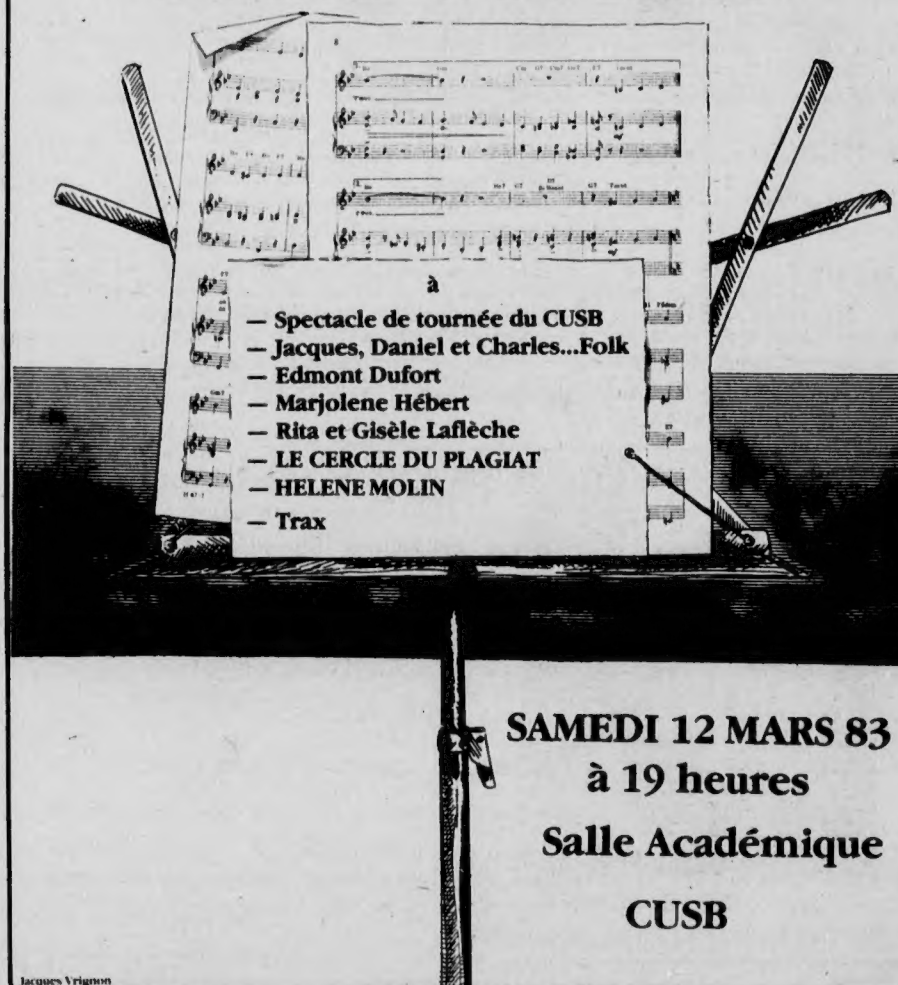 à
— Spectacle de tournée du CUSB
— Jacques, Daniel et Charles...Folk
— Edmont Dufort
— Marjolene Hébert
— Rita et Gisèle Laflèche
— LE CERCLE DU PLAGIAT
— HELENE MOLIN
— Trax
SAMEDI 12 MARS 83
à 19 heures
Salle Académique
CUSB
Jacques Vrignon